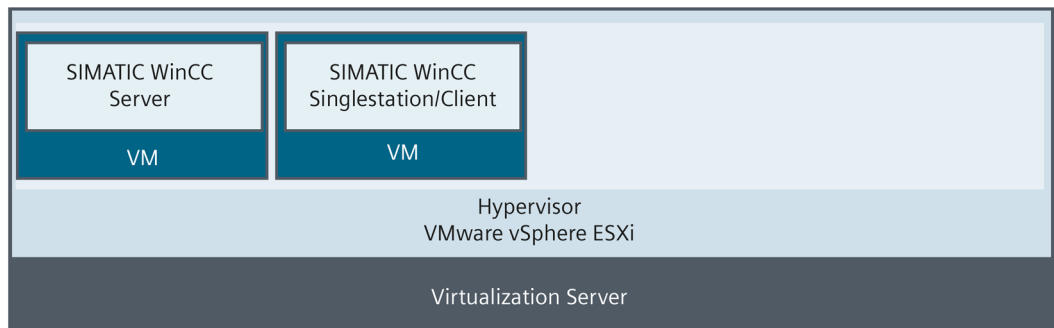 SIMATIC WinCC
Server
VM
SIMATIC WinCC
Singlestation/Client
VM
Hypervisor
VMware vSphere ESXi
Virtualization Server